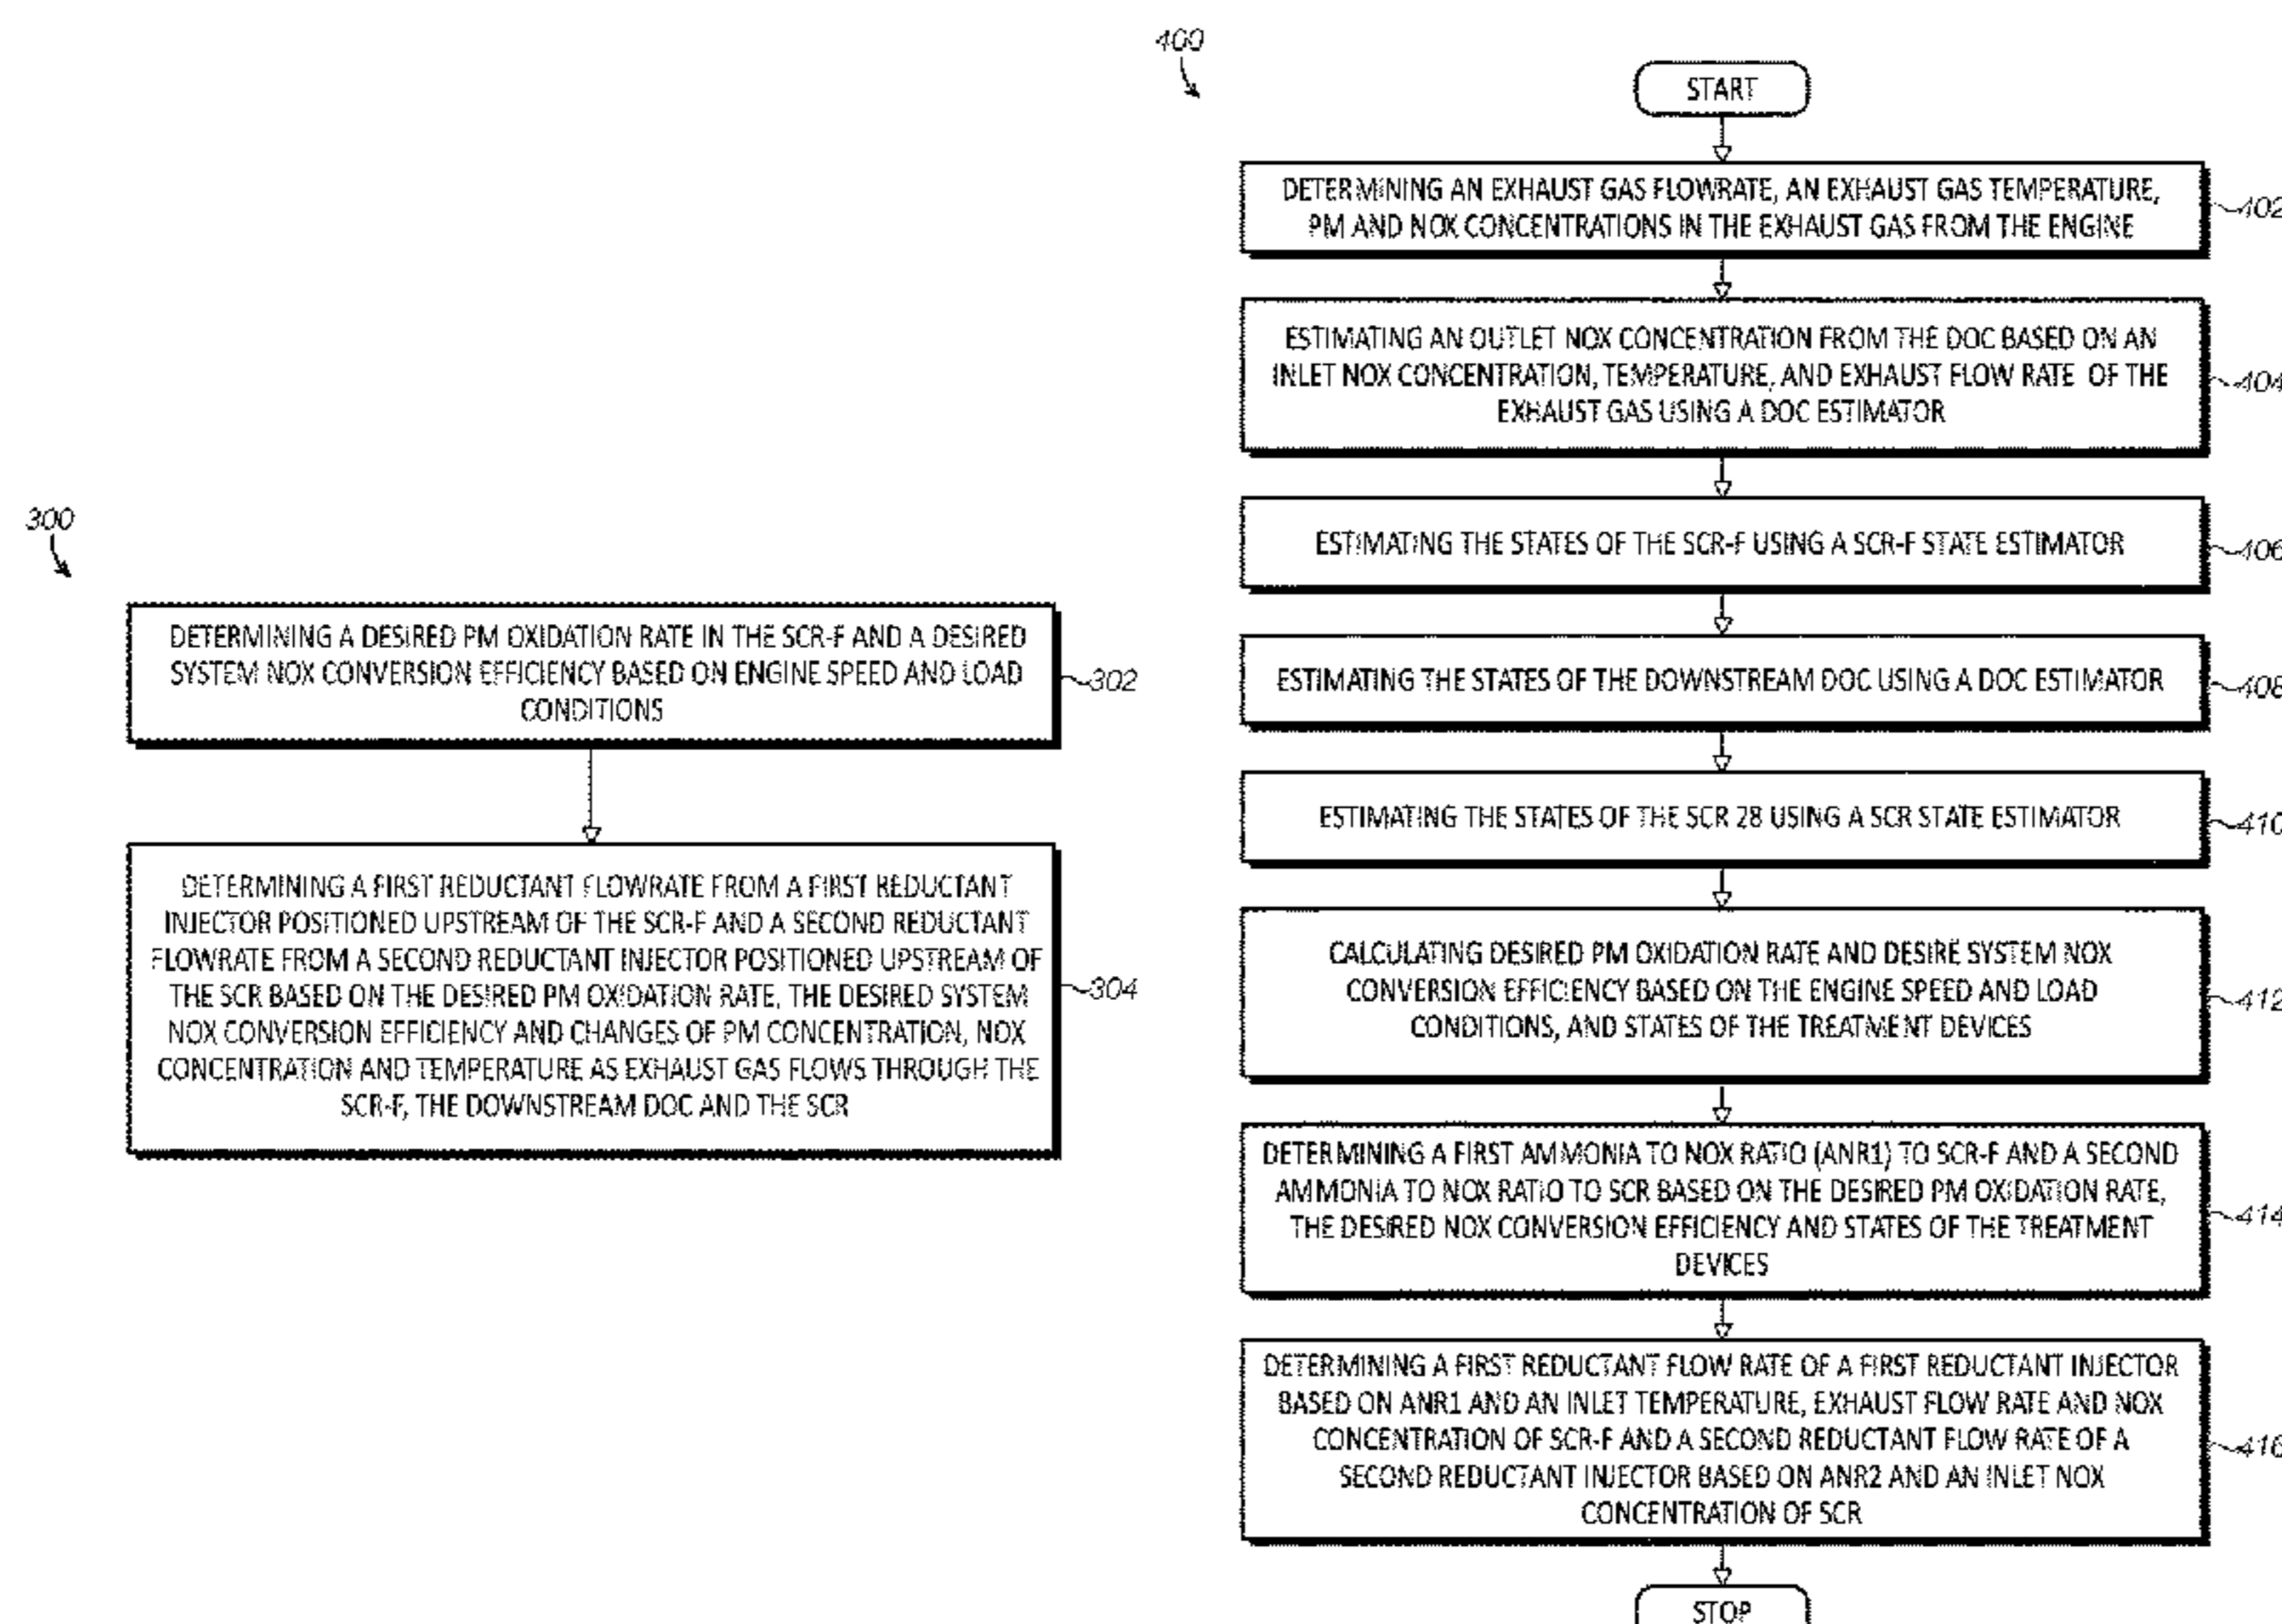 300
DETERMINING A DESIRED PM OXIDATION RATE IN THE SCR-F AND A DESIRED
SYSTEM NOX CONVERSION EFFICIENCY BASED ON ENGINE SPEED AND LOAD
CONDITIONS
302
DETERMINING A FIRST REDUCTANT FLOWRATE FROM A FIRST REDUCTANT
INJECTOR POSITIONED UPSTREAM OF THE SCR-F AND A SECOND REDUCTANT
FLOWRATE FROM A SECOND REDUCTANT INJECTOR POSITIONED UPSTREAM OF
THE SCR BASED ON THE DESIRED PM OXIDATION RATE, THE DESIRED SYSTEM
NOX CONVERSION EFFICIENCY AND CHANGES OF PM CONCENTRATION, NOX
CONCENTRATION AND TEMPERATURE AS EXHAUST GAS FLOWS THROUGH THE
SCR-F, THE DOWNSTREAM DOC AND THE SCR
304
400
START
DETERMINING AN EXHAUST GAS FLOWRATE, AN EXHAUST GAS TEMPERATURE,
PM AND NOX CONCENTRATIONS IN THE EXHAUST GAS FROM THE ENGINE
402
ESTIMATING AN OUTLET NOX CONCENTRATION FROM THE DOC BASED ON AN
INLET NOX CONCENTRATION, TEMPERATURE, AND EXHAUST FLOW RATE OF THE
EXHAUST GAS USING A DOC ESTIMATOR
404
ESTIMATING THE STATES OF THE SCR-F USING A SCR-F STATE ESTIMATOR
406
ESTIMATING THE STATES OF THE DOWNSTREAM DOC USING A DOC ESTIMATOR
408
ESTIMATING THE STATES OF THE SCR 28 USING A SCR STATE ESTIMATOR
410
CALCULATING DESIRED PM OXIDATION RATE AND DESIRE SYSTEM NOX
CONVERSION EFFICIENCY BASED ON THE ENGINE SPEED AND LOAD
CONDITIONS, AND STATES OF THE TREATMENT DEVICES
412
DETERMINING A FIRST AMMONIA TO NOX RATIO (ANR1) TO SCR-F AND A SECOND
AMMONIA TO NOX RATIO TO SCR BASED ON THE DESIRED PM OXIDATION RATE,
THE DESIRED NOX CONVERSION EFFICIENCY AND STATES OF THE TREATMENT
DEVICES
414
DETERMINING A FIRST REDUCTANT FLOW RATE OF A FIRST REDUCTANT INJECTOR
BASED ON ANR1 AND AN INLET TEMPERATURE, EXHAUST FLOW RATE AND NOX
CONCENTRATION OF SCR-F AND A SECOND REDUCTANT FLOW RATE OF A
SECOND REDUCTANT INJECTOR BASED ON ANR2 AND AN INLET NOX
CONCENTRATION OF SCR
416
STOP